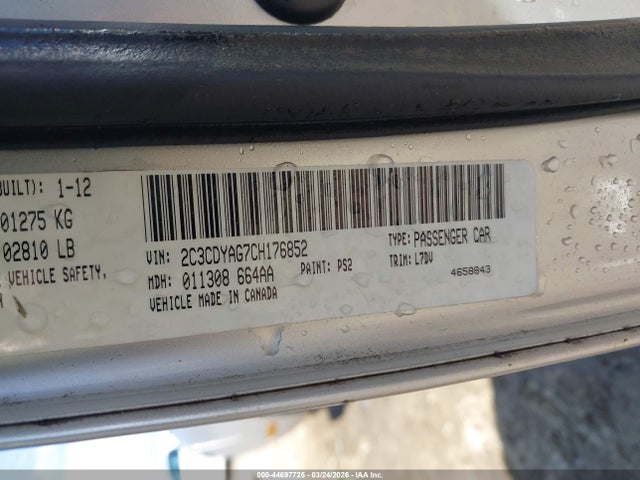 BUILT): 1-12
01275 KG
02810 LB
VEHICLE SAFETY,
VIN: 2C3CDYAG7CH176852
TYPE: PASSENGER CAR
MDH: 011308 664AA
PAINT: PS2
TRIM: L7DV
VEHICLE MADE IN CANADA
4658843
000-44697726 - 03/24/2026 - IAA Inc.